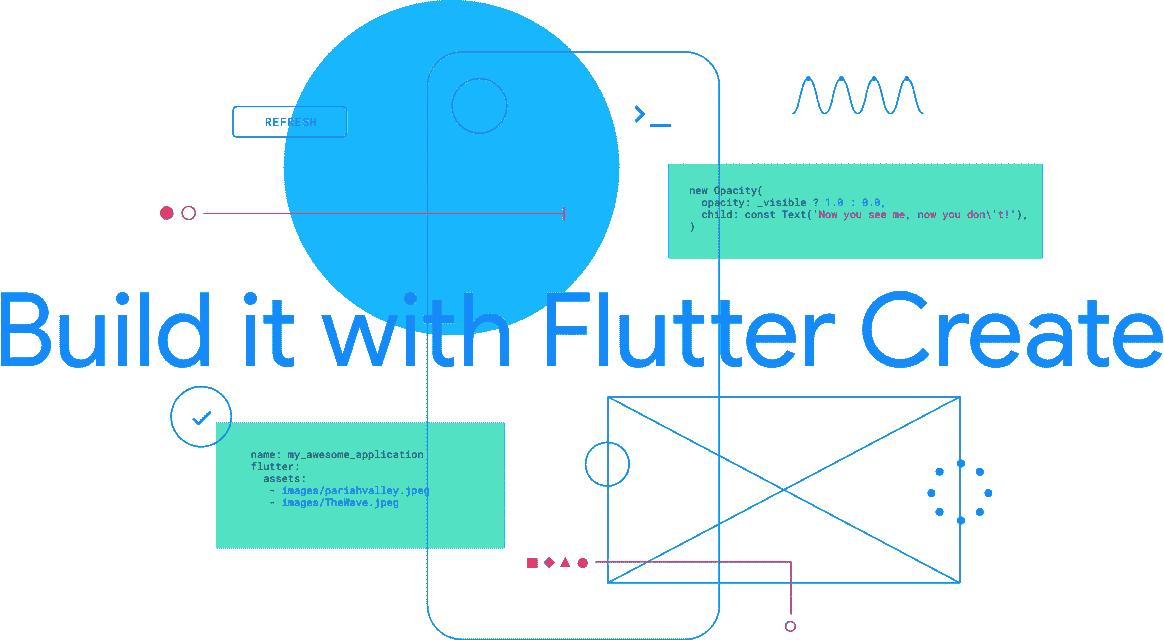 REFRESH
>_
new Opacity(
opacity: _visible ? 1.0 : 0.0,
child: const Text('Now you see me, now you don\'t!'),
)
Build it with Flutter Create
name: my_awesome_application
flutter:
assets:
- images/pariahvalley.jpeg
- images/TheWave.jpeg